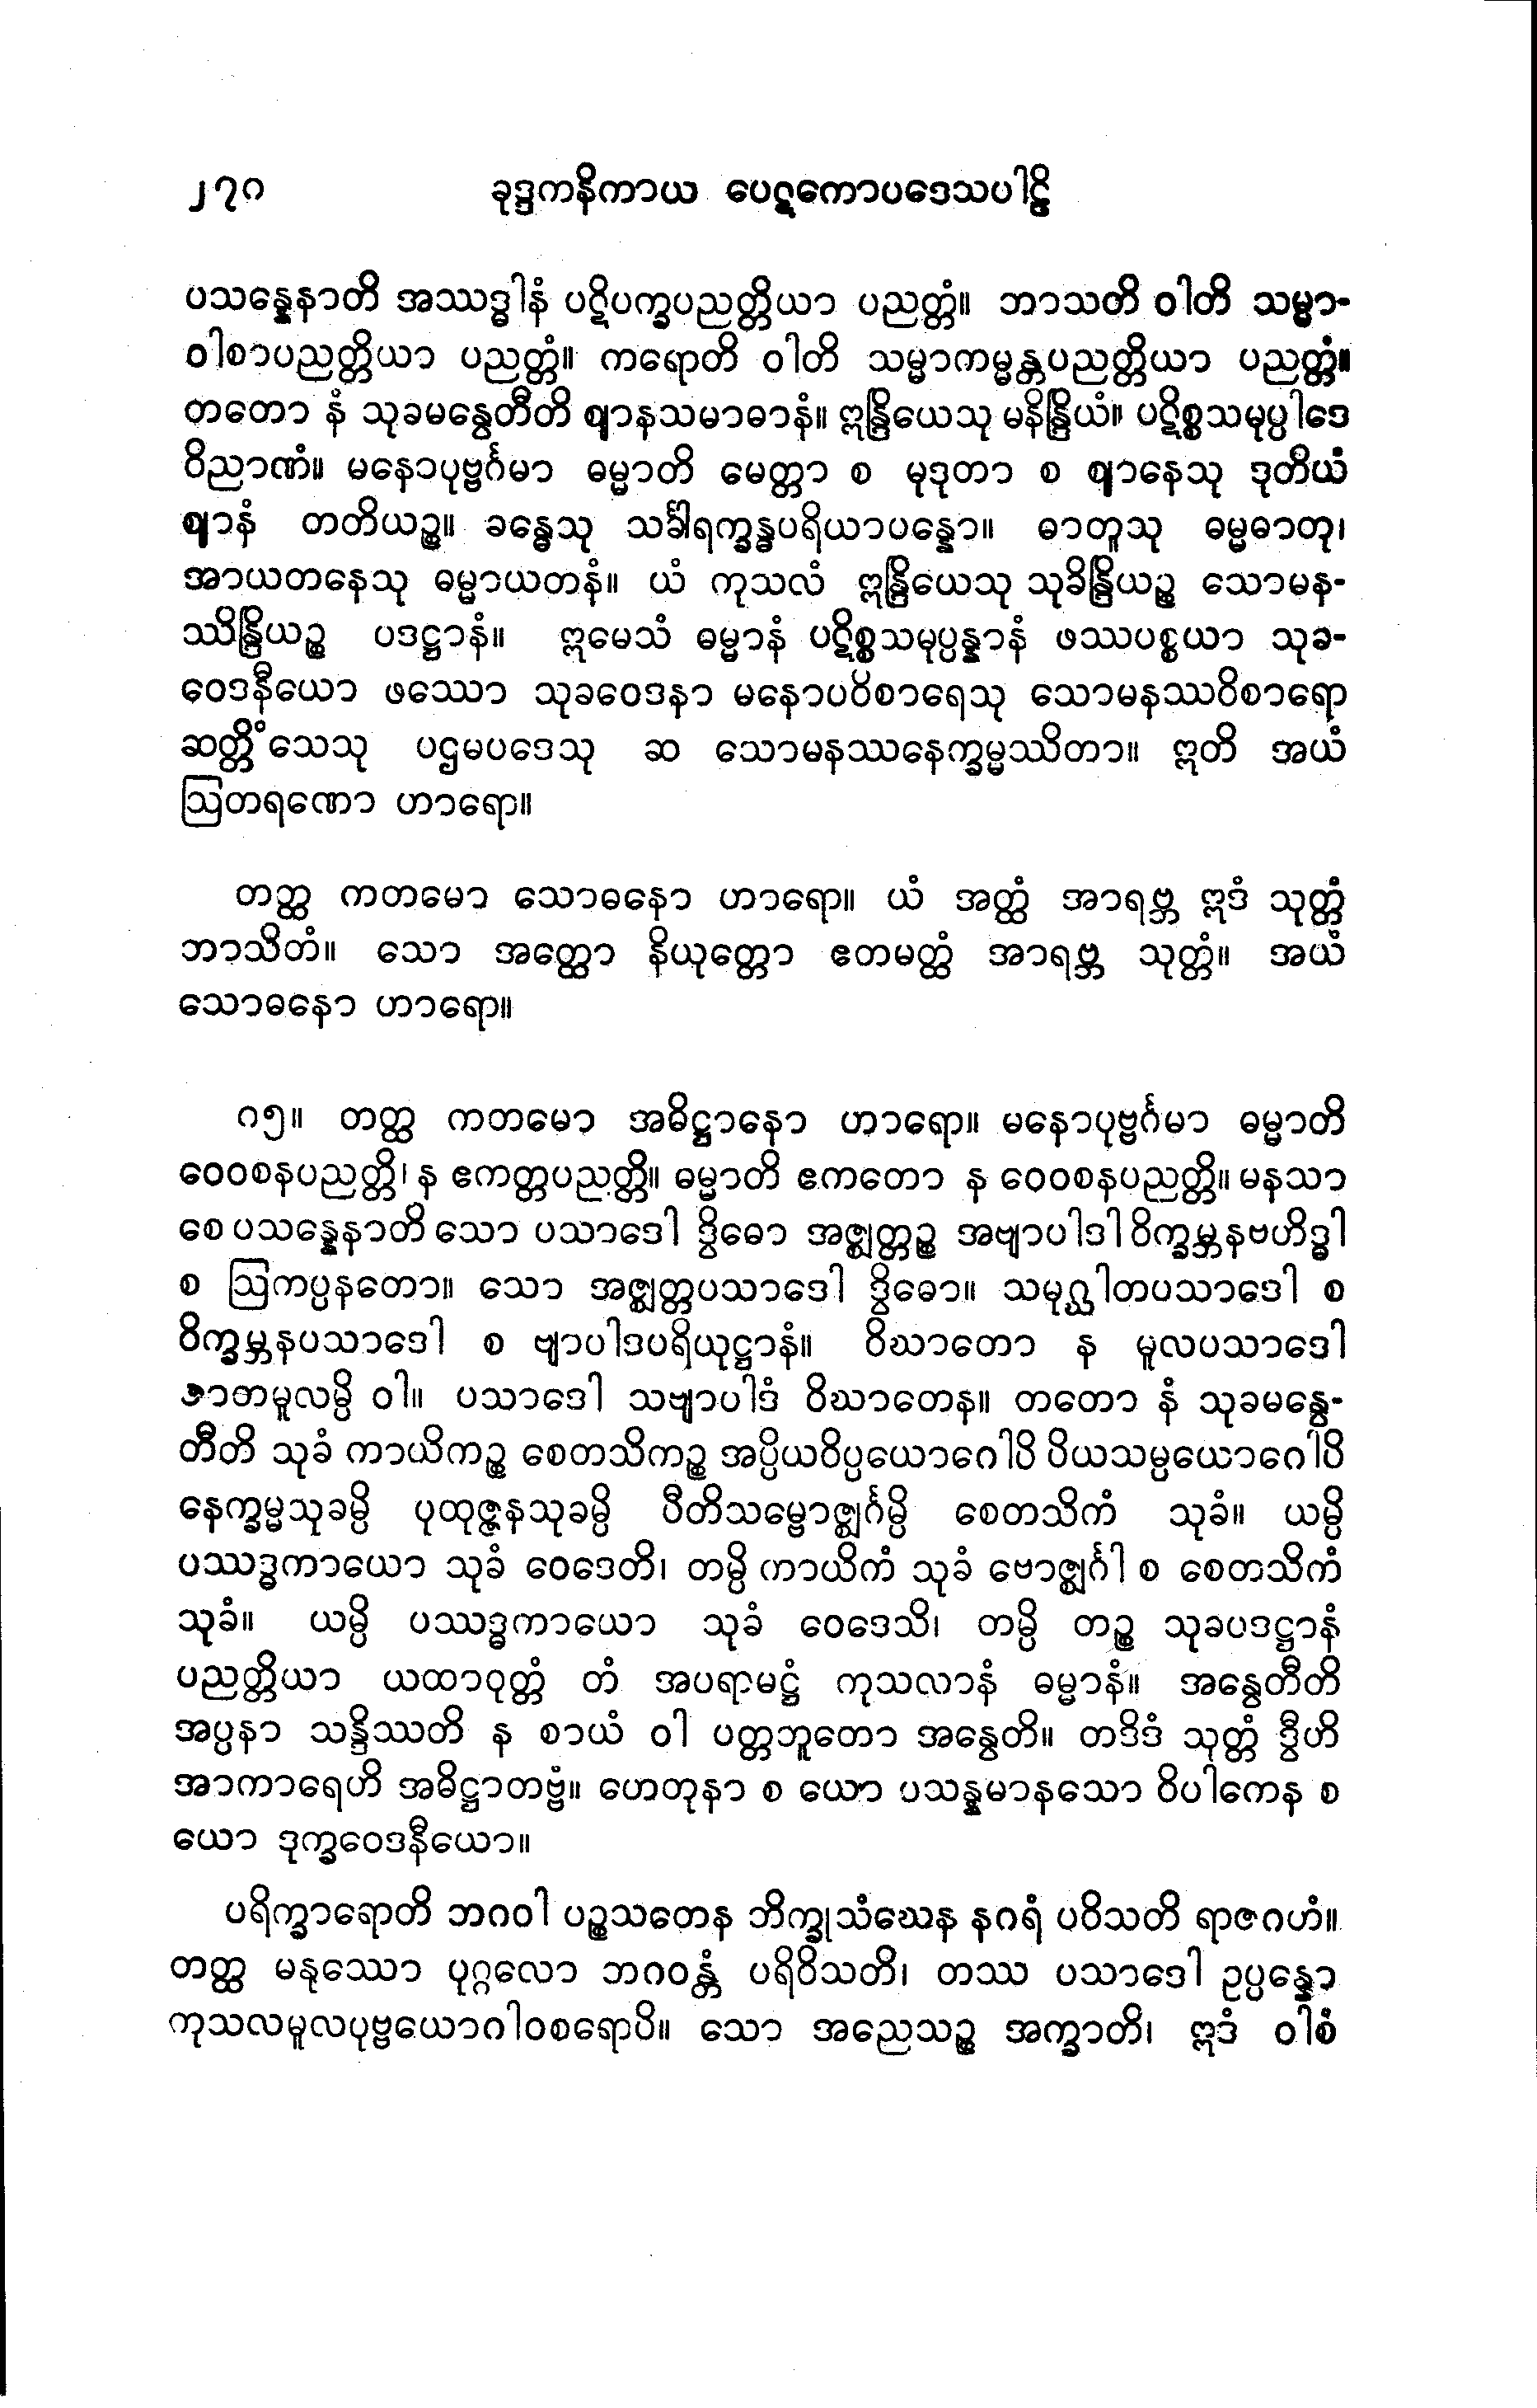 ၂၇၀ ခုဒ္ဒကနိကာယ ပေဋကောပဒေသပါဠိ
ပသန္နေနာတိ အဿဒ္ဓါနံ ပဋိပက္ခပညတ္တိယာ ပညတ္တံ။ ဘာသတိ ဝါတိ သမ္မာ-
ဝါစာပညတ္တိယာ ပညတ္တံ။ ကရောတိ ဝါတိ သမ္မာကမ္မန္တပညတ္တိယာ ပညတ္တံ။
တတော နံ သုခမနွေတီတိ ဈာနသမာဓာနံ။ ဣန္ဒြိယေသု မနိန္ဒြိယံ။ ပဋိစ္စသမုပ္ပါဒေ
ဝိညာဏံ။ မနောပုဗ္ဗင်္ဂမာ ဓမ္မာတိ မေတ္တာ စ မုဒုတာ စ ဈာနေသု ဒုတိယံ
ဈာနံ တတိယဉ္စ။ ခန္ဓေသု သင်္ခါရက္ခန္ဓပရိယာပန္နော။ ဓာတူသု ဓမ္မဓာတု၊
အာယတနေသု ဓမ္မာယတနံ။ ယံ ကုသလံ ဣန္ဒြိယေသု သုခိန္ဒြိယဉ္စ သောမန-
ဿိန္ဒြိယဉ္စ ပဒဋ္ဌာနံ။ ဣမေသံ ဓမ္မာနံ ပဋိစ္စသမုပ္ပန္နာနံ ဖဿပစ္စယာ သုခ-
ဝေဒနီယော ဖဿော သုခဝေဒနာ မနောပဝိစာရေသု သောမနဿဝိစာရော
ဆတ္တိံသေသု ပဌမပဒေသု ဆ သောမနဿနေက္ခမ္မဿိတာ။ ဣတိ အယံ
ဩတရဏော ဟာရော။
တတ္ထ ကတမော သောဓနော ဟာရော။ ယံ အတ္ထံ အာရဗ္ဘ ဣဒံ သုတ္တံ
ဘာသိတံ။ သော အတ္ထော နိယုတ္တော ဧတမတ္ထံ အာရဗ္ဘ သုတ္တံ။ အယံ
သောဓနော ဟာရော။
၈၅။ တတ္ထ ကတမော အဓိဋ္ဌာနော ဟာရော။ မနောပုဗ္ဗင်္ဂမာ ဓမ္မာတိ
ဝေဝစနပညတ္တိ၊ န ဧကတ္တပညတ္တိ။ ဓမ္မာတိ ဧကတော န ဝေဝစနပညတ္တိ။ မနသာ
စေ ပသန္နေနာတိ သော ပသာဒေါ ဒွိဓော အဇ္ဈတ္တဉ္စ အဗျာပါဒါဝိက္ခမ္ဘနဗဟိဒ္ဓါ
စ ဩကပ္ပနတော။ သော အဇ္ဈတ္တပသာဒေါ ဒွိဓော။ သမုဂ္ဃါတပသာဒေါ စ
ဝိက္ခမ္ဘနပသာဒေါ စ ဗျာပါဒပရိယုဋ္ဌာနံ။ ဝိဃာတော န မူလပသာဒေါ
ဇာတမူလမ္ပိ ဝါ။ ပသာဒေါ သဗျာပါဒံ ဝိဃာတေန။ တတော နံ သုခမနွေ-
တီတိ သုခံ ကာယိကဉ္စ စေတသိကဉ္စ အပ္ပိယဝိပ္ပယောဂေါပိ ပိယသမ္ပယောဂေါပိ
နေက္ခမ္မသုခမ္ပိ ပုထုဇ္ဇနသုခမ္ပိ ပီတိသမ္ဗောဇ္ဈင်္ဂမ္ပိ စေတသိကံ သုခံ။ ယမ္ပိ
ပဿဒ္ဓကာယော သုခံ ဝေဒေတိ၊ တမ္ပိ ကာယိကံ သုခံ ဗောဇ္ဈင်္ဂါ စ စေတသိကံ
သုခံ။ ယမ္ပိ ပဿဒ္ဓကာယော သုခံ ဝေဒေသိ၊ တမ္ပိ တဉ္စ သုခပဒဋ္ဌာနံ
ပညတ္တိယာ ယထာဝုတ္တံ တံ အပရာမဋ္ဌံ ကုသလာနံ ဓမ္မာနံ။ အနွေတီတိ
အပ္ပနာ သန္ဒိဿတိ န စာယံ ဝါ ပတ္တဘူတော အနွေတိ။ တဒိဒံ သုတ္တံ ဒွီဟိ
အာကာရေဟိ အဓိဋ္ဌာတဗ္ဗံ။ ဟေတုနာ စ ယော ပသန္နမာနသော ဝိပါကေန စ
ယော ဒုက္ခဝေဒနီယော။
ပရိက္ခာရောတိ ဘဂဝါ ပဉ္စသတေန ဘိက္ခုသံဃေန နဂရံ ပဝိသတိ ရာဇဂဟံ။
တတ္ထ မနုဿော ပုဂ္ဂလော ဘဂဝန္တံ ပရိဝိသတိ၊ တဿ ပသာဒေါ ဥပ္ပန္နော
ကုသလမူလပုဗ္ဗယောဂါဝစရောပိ။ သော အညေသဉ္စ အက္ခာတိ၊ ဣဒံ ဝါစံ